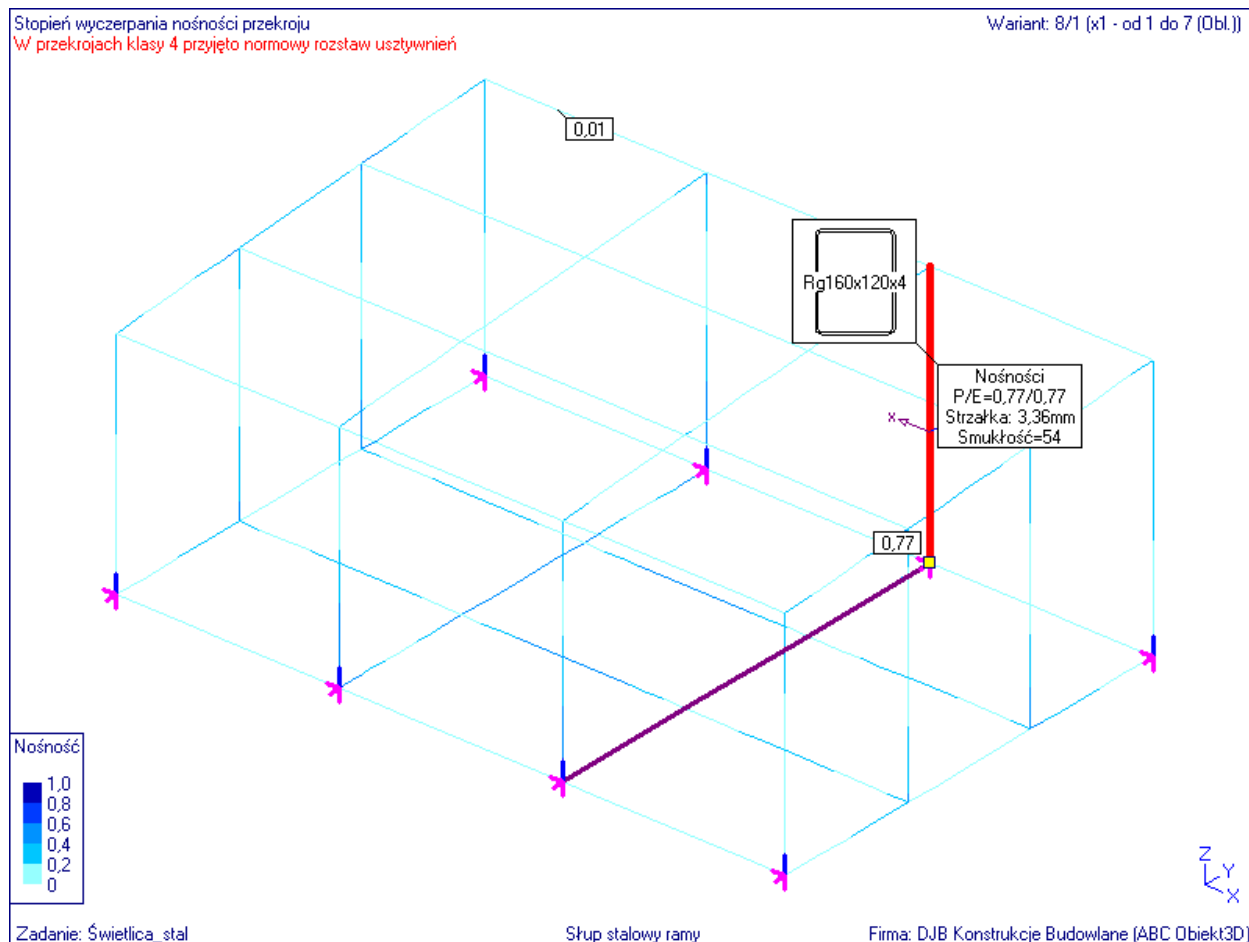 Stopień wyczerpania nośności przekroju
Wariant: 8/1 (x1 - od 1 do 7 (Obl.))
W przekrojach klasy 4 przyjęto normowy rozstaw usztywnień
0,01
Rg160x120x4
Nośności
P/E=0,77/0,77
Strzałka: 3,36mm
Smukłość=54
x
0,77
Nośność
1,0
0,8
0,6
0,4
0,2
0
Z
Y
X
Zadanie: Świetlica_stal
Słup stalowy ramy
Firma: DJB Konstrukcje Budowlane (ABC Obiekt3D)